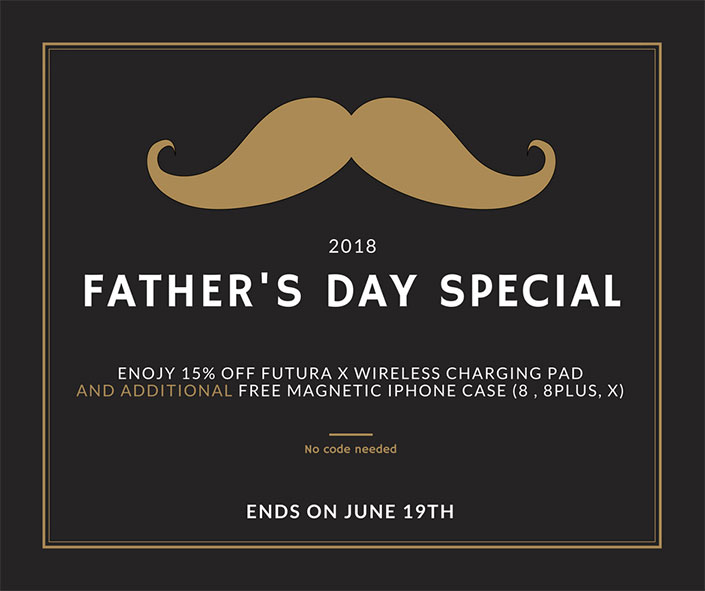 2018
FATHER'S DAY SPECIAL
ENOJY 15% OFF FUTURA X WIRELESS CHARGING PAD
AND ADDITIONAL FREE MAGNETIC IPHONE CASE (8 , 8PLUS, X)
No code needed
ENDS ON JUNE 19TH